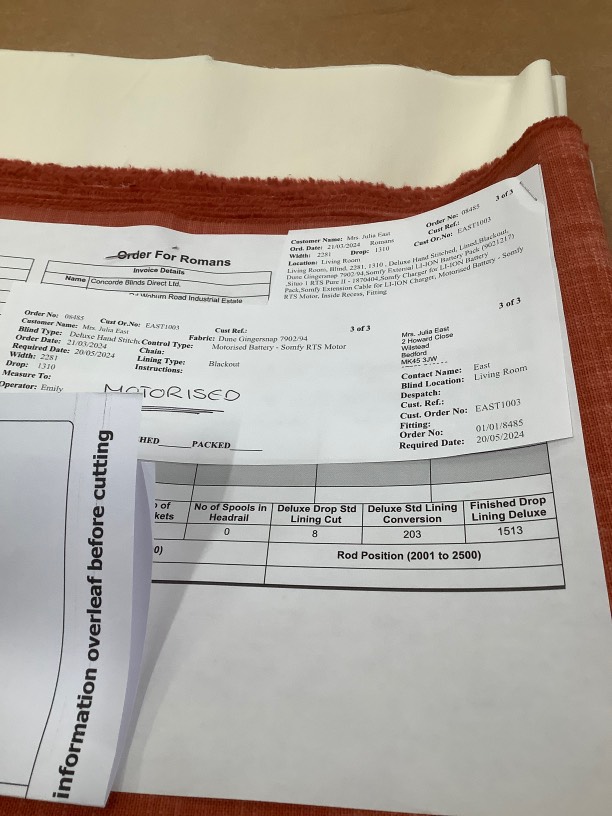 3 of 3
Order No: 08485
Customer Name: Mrs. Julia East
Cust Ref.:
Ord. Date: 21/03/2024 Romans
Cust Or.No: EAST1003
Width: 2281 Drop: 1310
Location: Living Room
Living Room, Blind, 2281, 1310, Deluxe Hand Stitched, Lined,Blackout,
Dune Gingersnap 7902/94,Somfy External LI-ION Battery Pack (9021217)
,Situo 1 RTS Pure II - 1870404,Somfy Charger for LI-ION Battery
Pack,Somfy Extension Cable for LI-ION Charger, Motorised Battery - Somfy
RTS Motor, Inside Recess, Fitting
Order For Romans
Invoice Details
Name Concorde Blinds Direct Ltd.
Woburn Road Industrial Estate
Order No: 08485 Cust Or.No: EAST1003 Cust Ref.: 3 of 3
Customer Name: Mrs. Julia East Fabric: Dune Gingersnap 7902/94
Blind Type: Deluxe Hand Stitch Control Type: Motorised Battery - Somfy RTS Motor
Order Date: 21/03/2024 Chain:
Required Date: 20/05/2024 Lining Type: Blackout
Width: 2281 Instructions:
Drop: 1310
Measure To:
Operator: Emily
MOTORISED
HED PACKED
3 of 3
Mrs. Julia East
2 Howard Close
Wilstead
Bedford
MK45 3JW
Contact Name: East
Blind Location: Living Room
Despatch:
Cust. Ref.:
Cust. Order No: EAST1003
Fitting:
Order No: 01/01/8485
Required Date: 20/05/2024
of kets
No of Spools in Headrail
Deluxe Drop Std Lining Cut
Deluxe Std Lining Conversion
Finished Drop Lining Deluxe
0 8 203 1513
0) Rod Position (2001 to 2500)
information overleaf before cutting